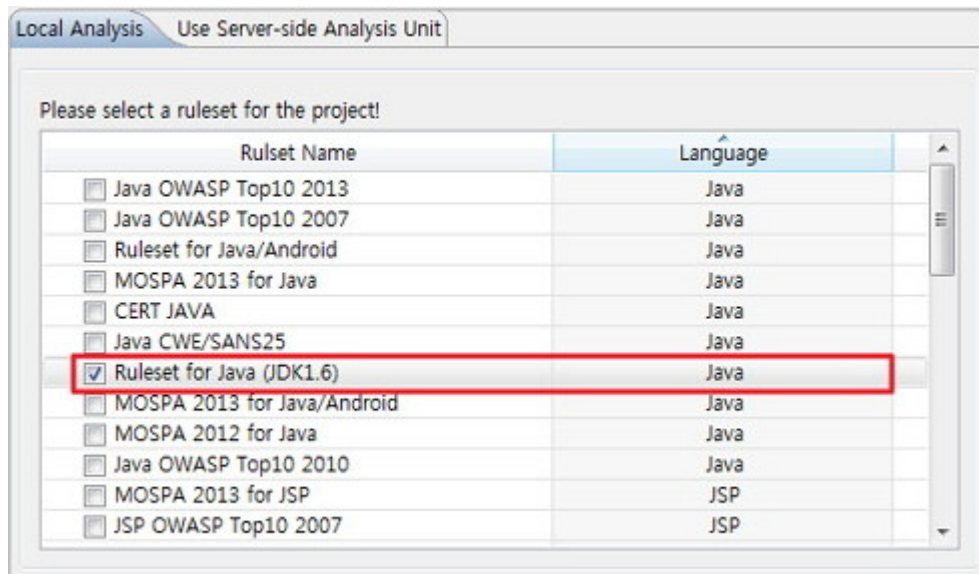 Local Analysis Use Server-side Analysis Unit
Please select a ruleset for the project!
Rulset Name Language
Java OWASP Top10 2013 Java
Java OWASP Top10 2007 Java
Ruleset for Java/Android Java
MOSPA 2013 for Java Java
CERT JAVA Java
Java CWE/SANS25 Java
Ruleset for Java (JDK1.6) Java
MOSPA 2013 for Java/Android Java
MOSPA 2012 for Java Java
Java OWASP Top10 2010 Java
MOSPA 2013 for JSP JSP
JSP OWASP Top10 2007 JSP